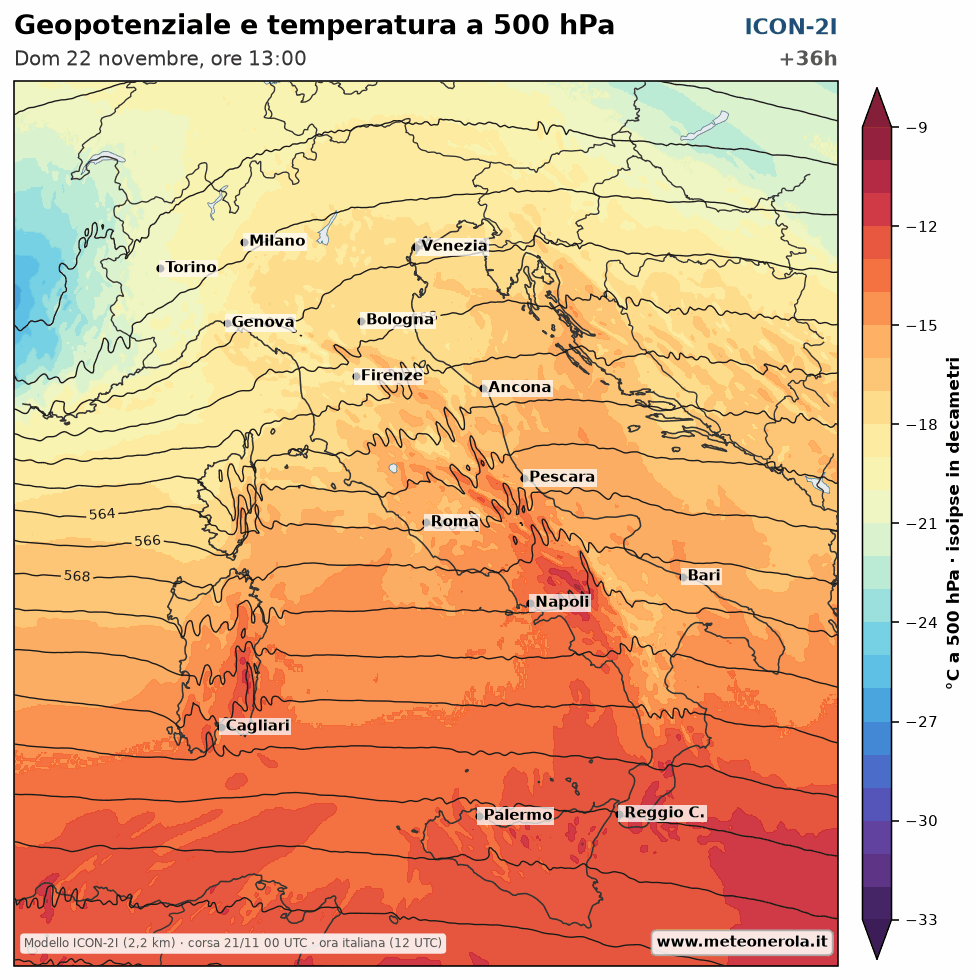 Geopotenziale e temperatura a 500 hPa
ICON-2I
Dom 22 novembre, ore 13:00
+36h
−9
−12
−15
−18
−21
−24
−27
−30
−33
°C a 500 hPa · isoipse in decametri
Milano
Venezia
Torino
Genova
Bologna
Firenze
Ancona
Pescara
564
Roma
566
568
Bari
Napoli
Cagliari
Palermo
Reggio C.
Modello ICON-2I (2,2 km) · corsa 21/11 00 UTC · ora italiana (12 UTC)
www.meteonerola.it